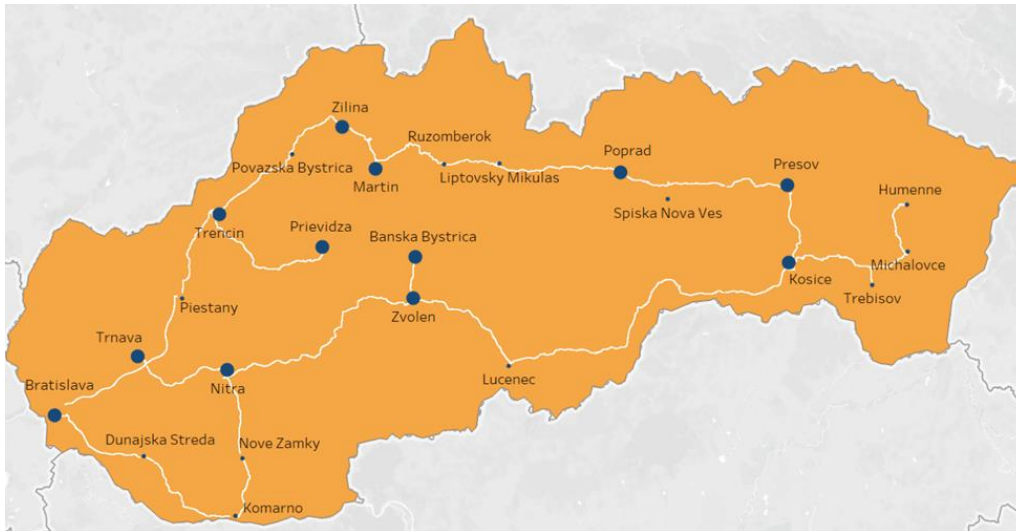 Zilina
Ruzomberok
Povazska Bystrica
Martin
Liptovsky Mikulas
Poprad
Presov
Humenne
Spiska Nova Ves
Trencin
Prievidza
Banska Bystrica
Michalovce
Kosice
Trebisov
Piestany
Zvolen
Trnava
Lucenec
Bratislava
Nitra
Dunajska Streda
Nove Zamky
Komarno